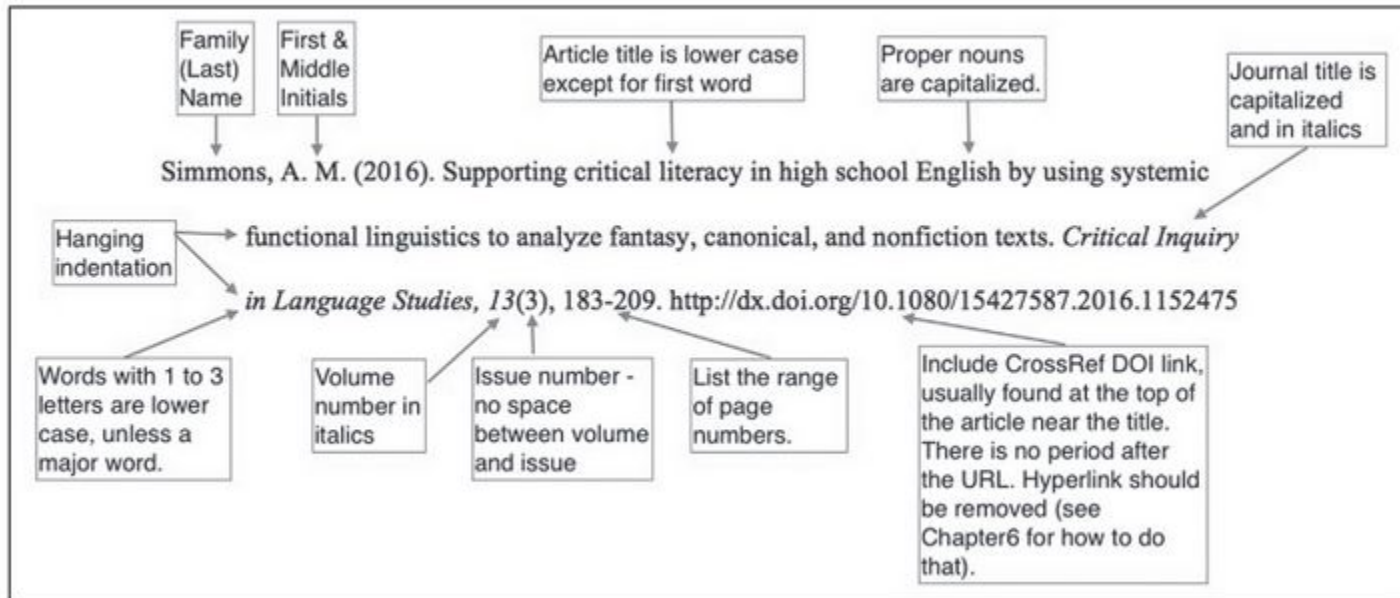 Family
(Last)
Name
First &
Middle
Initials
Article title is lower case
except for first word
Proper nouns
are capitalized.
Journal title is
capitalized
and in italics
Simmons, A. M. (2016). Supporting critical literacy in high school English by using systemic
Hanging
indentation
functional linguistics to analyze fantasy, canonical, and nonfiction texts. Critical Inquiry
in Language Studies, 13(3), 183-209. http://dx.doi.org/10.1080/15427587.2016.1152475
Words with 1 to 3
letters are lower
case, unless a
major word.
Volume
number in
italics
Issue number -
no space
between volume
and issue
List the range
of page
numbers.
Include CrossRef DOI link,
usually found at the top of
the article near the title.
There is no period after
the URL. Hyperlink should
be removed (see
Chapter6 for how to do
that).